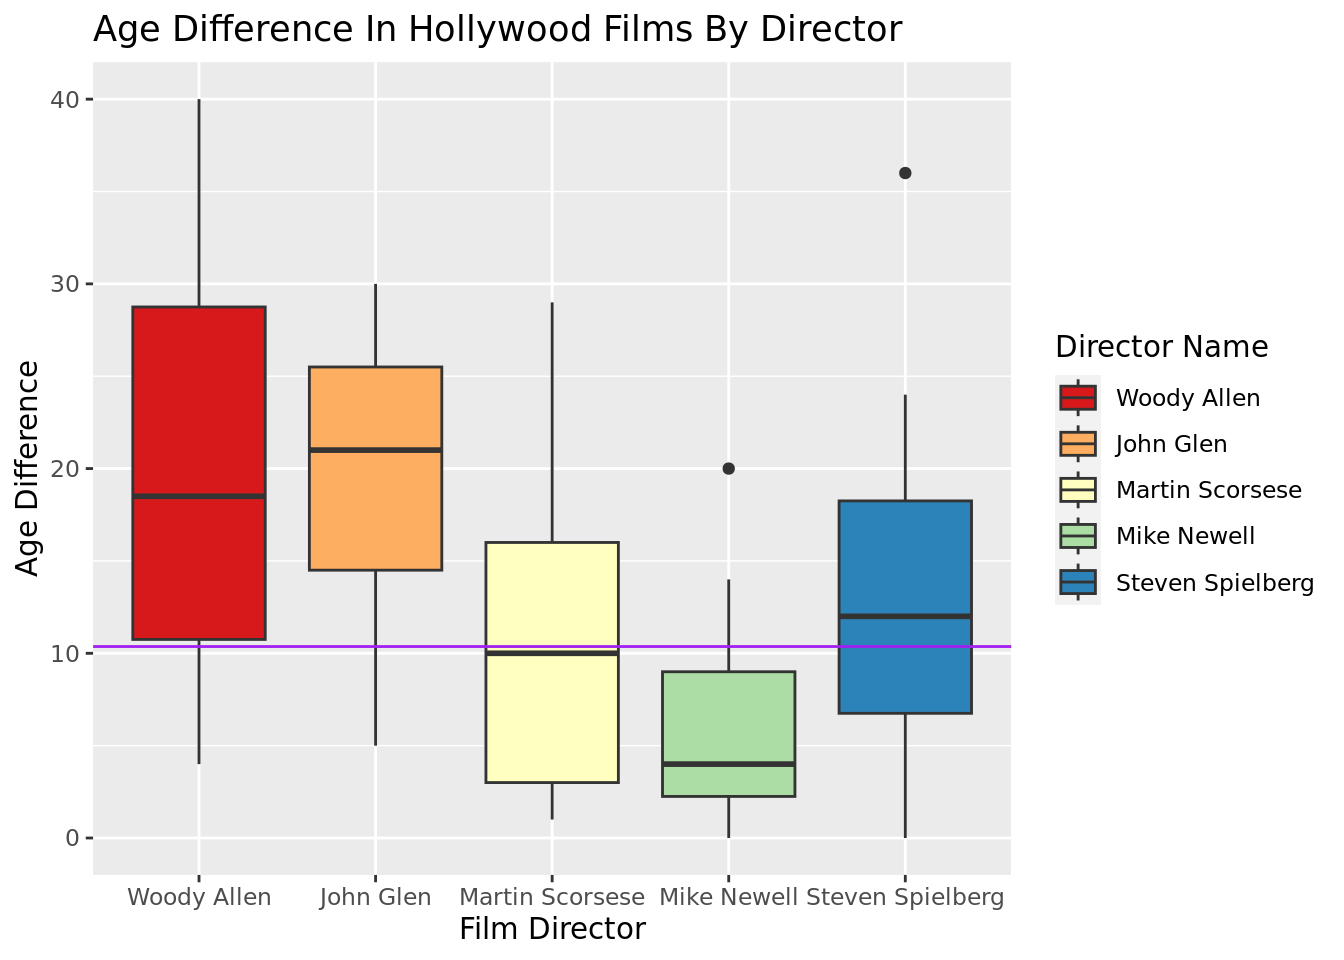 Age Difference In Hollywood Films By Director
Age Difference
40
30
20
10
0
Woody Allen
John Glen
Martin Scorsese
Mike Newell
Steven Spielberg
Film Director
Director Name
Woody Allen
John Glen
Martin Scorsese
Mike Newell
Steven Spielberg